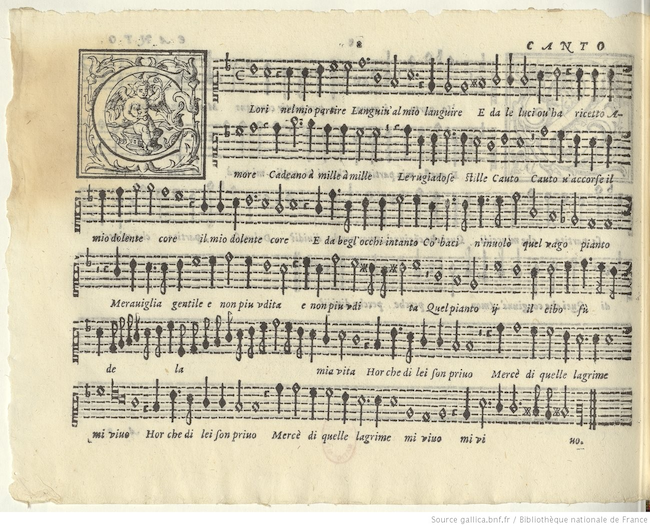 8 CANTO
C Lori nel mio partire Languiu' al mio languire E da le luci ou'ha ricetto A-
more Cadeano à mille à mille Le rugiadose stille Cauto Cauto n'accorse il
mio dolente core il mio dolente core E da begl'occhi intanto Co' baci n'inuolò quel vago pianto
Merauiglia gentile e non piu vdita e non piu vdi ta Quel pianto ij il cibo sù
de la mia vita Hor che di lei son priuo Mercè di quelle lagrime
mi viuo Hor che di lei son priuo Mercè di quelle lagrime mi viuo mi vi uo.
Source gallica.bnf.fr / Bibliothèque nationale de France